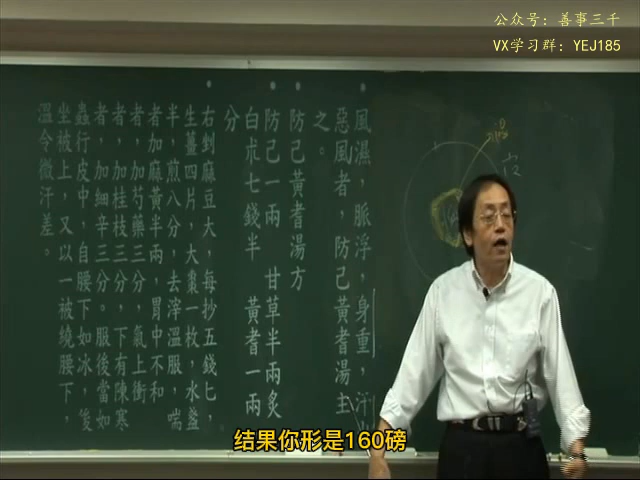 公众号：善事三千
VX学习群：YEJ185
風濕，脈浮，身重，汗
惡風者，防己黃耆湯主
之。
防己黃耆湯方
防己一兩 甘草半兩炙
白朮七錢半 黃耆一兩
分
右剉麻豆大，每抄五錢匕，
生薑四片，大棗一枚，水盞
半，煎八分，去滓溫服，喘
者加麻黃半兩，胃中不和
者，加芍藥三分，氣上衝
者，加桂枝三分，下有陳寒
者，加細辛三分。服後當如
蟲行皮中，自腰下如冰，後
坐被上，又以一被繞腰下，
溫令微汗差。
结果你形是160磅